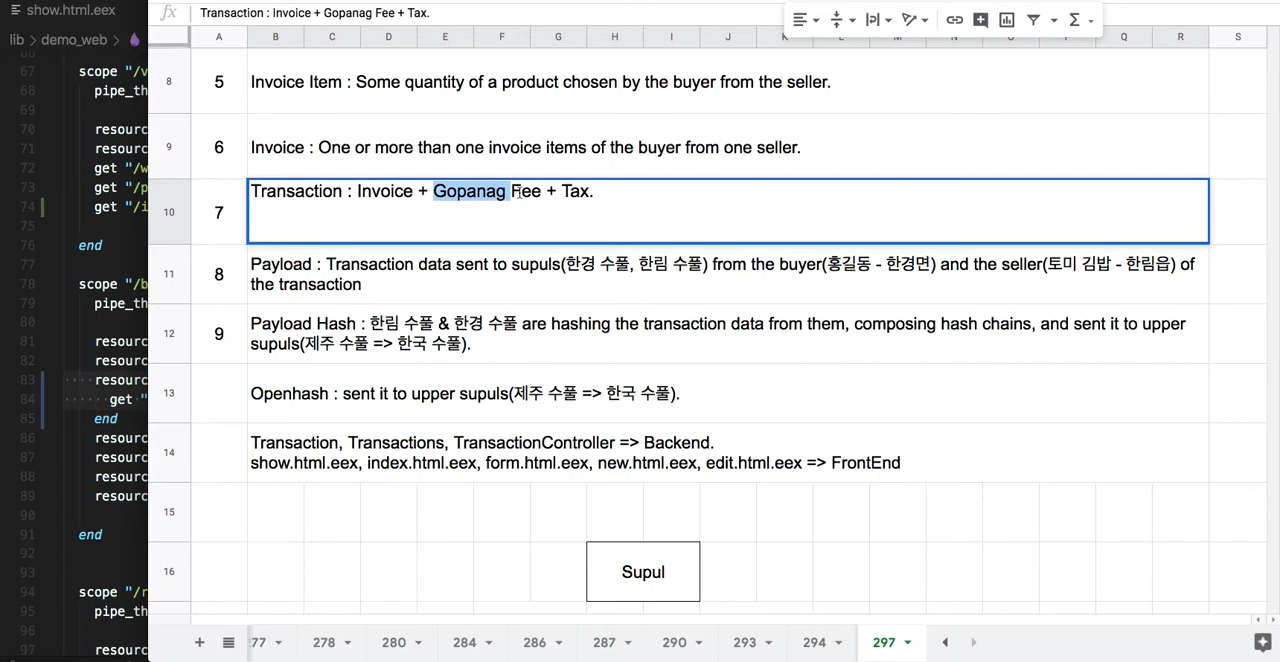 show.html.eex
lib > demo_web >
67 scope "/v
68 pipe_th
69
70 resourc
71 resourc
72 get "/w
73 get "/p
74 get "/i
75
76 end
77
78 scope "/b
79 pipe_th
80
81 resourc
82 resourc
83 resourc
84 get "
85 end
86 resourc
87 resourc
88 resourc
89 resourc
90
91 end
92
93
94 scope "/r
95 pipe_th
96
97 resourc
fx Transaction : Invoice + Gopanag Fee + Tax.
A B C D E F G H I J Q R S
8 5 Invoice Item : Some quantity of a product chosen by the buyer from the seller.
9 6 Invoice : One or more than one invoice items of the buyer from one seller.
10 7 Transaction : Invoice + Gopanag Fee + Tax.
11 8 Payload : Transaction data sent to supuls(한경 수풀, 한림 수풀) from the buyer(홍길동 - 한경면) and the seller(토미 김밥 - 한림읍) of
the transaction
12 9 Payload Hash : 한림 수풀 & 한경 수풀 are hashing the transaction data from them, composing hash chains, and sent it to upper
supuls(제주 수풀 => 한국 수풀).
13 Openhash : sent it to upper supuls(제주 수풀 => 한국 수풀).
14 Transaction, Transactions, TransactionController => Backend.
show.html.eex, index.html.eex, form.html.eex, new.html.eex, edit.html.eex => FrontEnd
15
16 Supul
+ 77 278 280 284 286 287 290 293 294 297